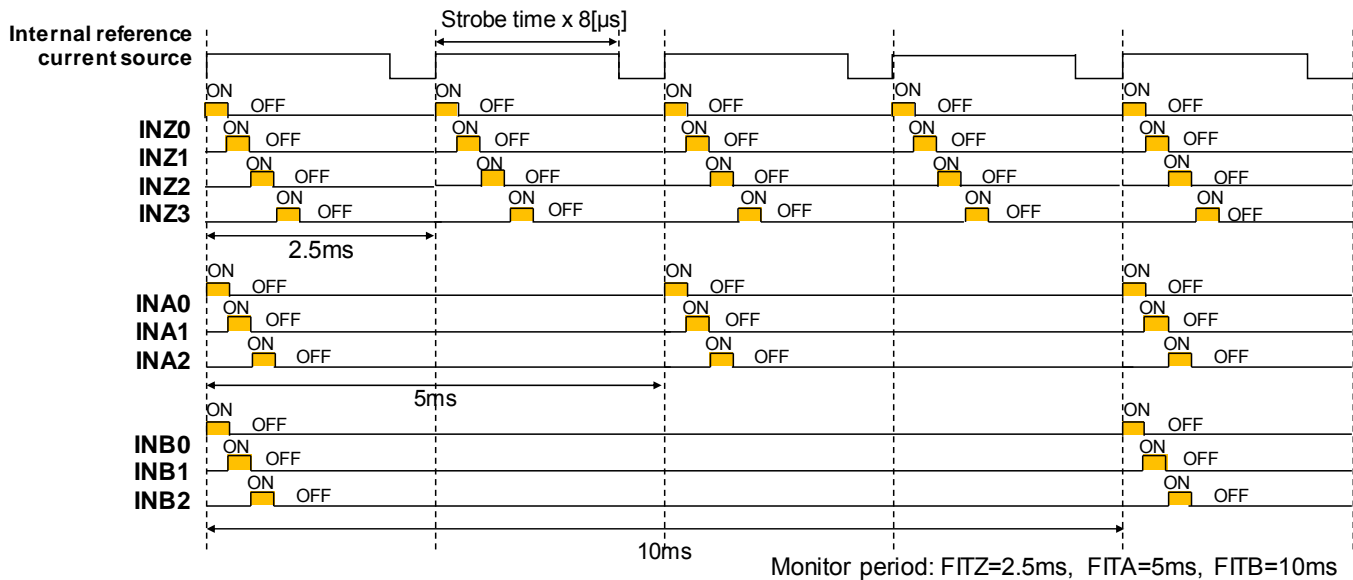 Strobe time x 8[µs]
Internal reference
current source
ON ON ON ON ON
OFF OFF OFF OFF OFF
INZ0
ON ON ON ON ON
OFF OFF OFF OFF OFF
INZ1
ON ON ON ON ON
OFF OFF OFF OFF OFF
INZ2
ON ON ON ON ON
OFF OFF OFF OFF OFF
INZ3
2.5ms
ON ON ON
OFF OFF OFF
INA0
ON ON ON
OFF OFF OFF
INA1
ON ON ON
OFF OFF OFF
INA2
5ms
ON ON
OFF OFF
INB0
ON ON
OFF OFF
INB1
ON ON
OFF OFF
INB2
10ms
Monitor period: FITZ=2.5ms, FITA=5ms, FITB=10ms